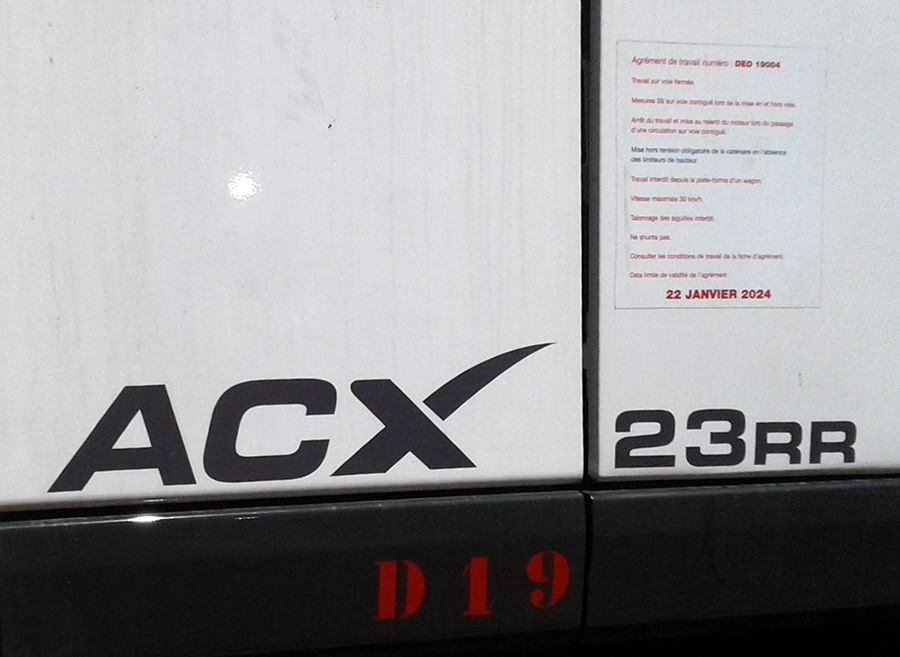 Agrément de travail numéro : DED 19004
Travail sur voie fermée.
Mesures S9 sur voie contiguë lors de la mise en et hors voie.
Arrêt du travail et mise au ralenti du moteur lors du passage
d'une circulation sur voie contiguë.
Mise hors tension obligatoire de la caténaire en l'absence
des limiteurs de hauteur.
Travail interdit depuis la plate-forme d'un wagon.
Vitesse maximale 30 km/h.
Talonnage des aiguilles interdit.
Ne shunte pas.
Consulter les conditions de travail de la fiche d'agrément.
Date limite de validité de l'agrément
22 JANVIER 2024
ACX 23RR
D 19